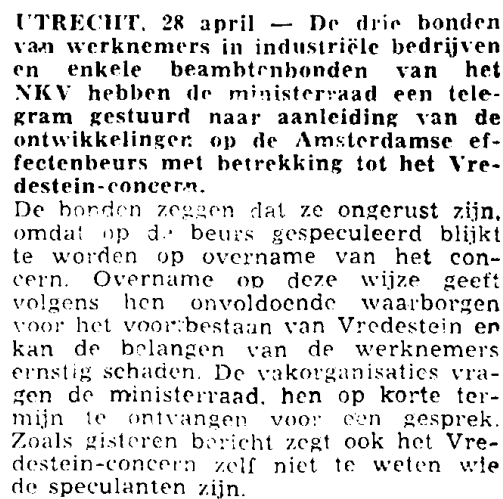 UTRECHT, 28 april — De drie bonden
van werknemers in industriële bedrijven
en enkele beambtenbonden van het
NKV hebben de ministerraad een tele-
gram gestuurd naar aanleiding van de
ontwikkelingen op de Amsterdamse ef-
fectenbeurs met betrekking tot het Vre-
destein-concern.
De bonden zeggen dat ze ongerust zijn,
omdat op de beurs gespeculeerd blijkt
te worden op overname van het con-
cern. Overname op deze wijze geeft
volgens hen onvoldoende waarborgen
voor het voortbestaan van Vredestein en
kan de belangen van de werknemers
ernstig schaden. De vakorganisaties vra-
gen de ministerraad, hen op korte ter-
mijn te ontvangen voor een gesprek.
Zoals gisteren bericht zegt ook het Vre-
destein-concern zelf niet te weten wie
de speculanten zijn.